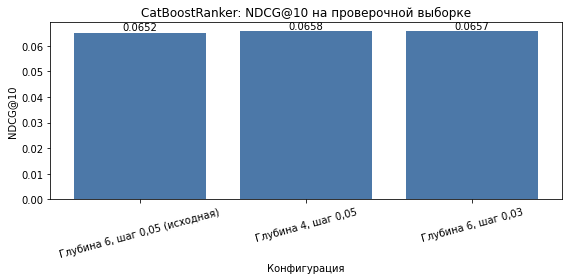 CatBoostRanker: NDCG@10 на проверочной выборке
0.0652
0.0658
0.0657
0.06
0.05
0.04
0.03
0.02
0.01
0.00
NDCG@10
Глубина 6, шаг 0,05 (исходная)
Глубина 4, шаг 0,05
Глубина 6, шаг 0,03
Конфигурация